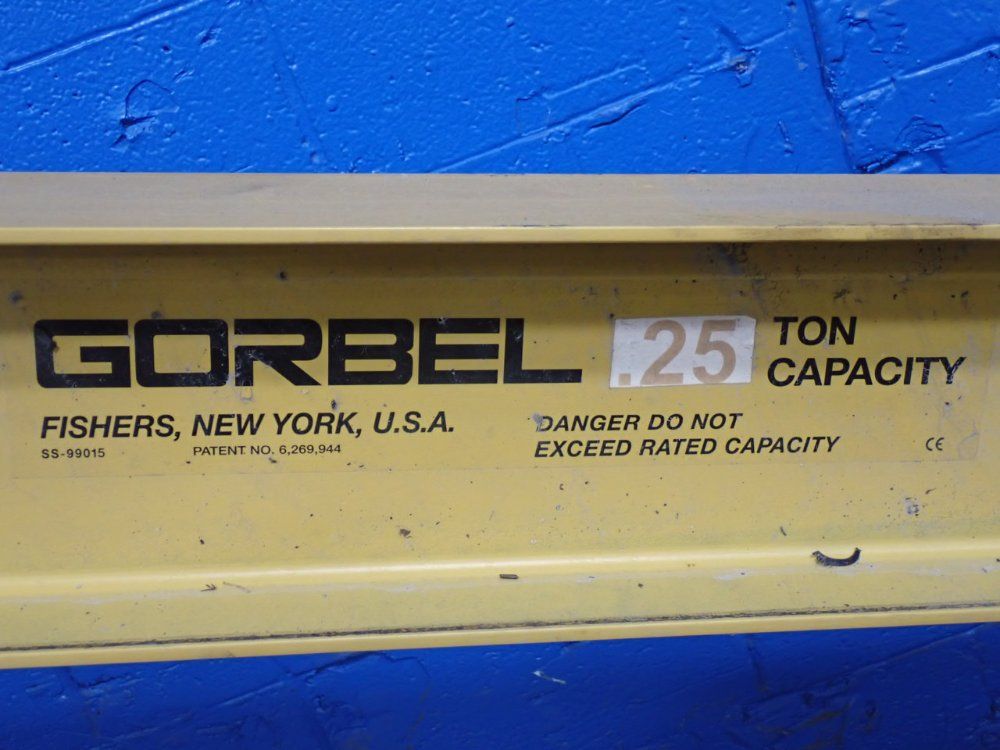 GORBEL .25 TON CAPACITY
FISHERS, NEW YORK, U.S.A.
SS-99015 PATENT NO. 6,269,944
DANGER DO NOT
EXCEED RATED CAPACITY
CE